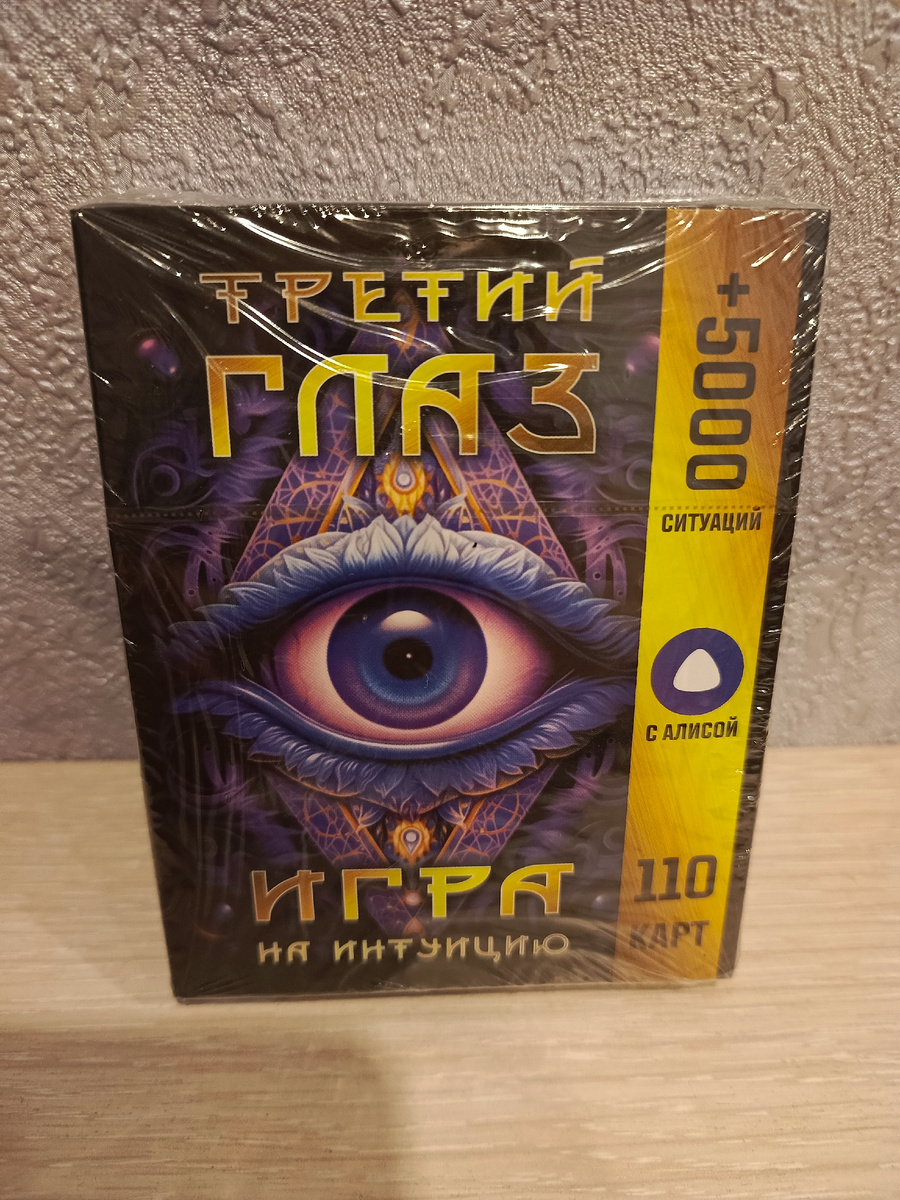 ТРЕТИЙ
ГЛАЗ
ИГРА
НА ИНТУИЦИЮ
+5000
СИТУАЦИЙ
С АЛИСОЙ
110
КАРТ